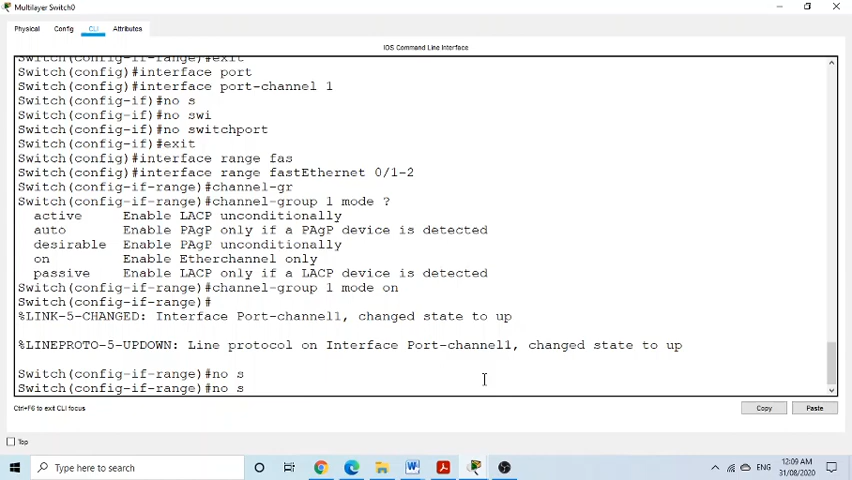 Multilayer Switch0
Physical Config CLI Attributes
IOS Command Line Interface
Switch(config-if-range)#exit
Switch(config)#interface port
Switch(config)#interface port-channel 1
Switch(config-if)#no s
Switch(config-if)#no swi
Switch(config-if)#no switchport
Switch(config-if)#exit
Switch(config)#interface range fas
Switch(config)#interface range fastEthernet 0/1-2
Switch(config-if-range)#channel-gr
Switch(config-if-range)#channel-group 1 mode ?
active Enable LACP unconditionally
auto Enable PAgP only if a PAgP device is detected
desirable Enable PAgP unconditionally
on Enable Etherchannel only
passive Enable LACP only if a LACP device is detected
Switch(config-if-range)#channel-group 1 mode on
Switch(config-if-range)#
%LINK-5-CHANGED: Interface Port-channel1, changed state to up
%LINEPROTO-5-UPDOWN: Line protocol on Interface Port-channel1, changed state to up
Switch(config-if-range)#no s
Switch(config-if-range)#no s
Ctrl+F6 to exit CLI focus
Copy Paste
Top
Type here to search
ENG
12:09 AM
31/08/2020